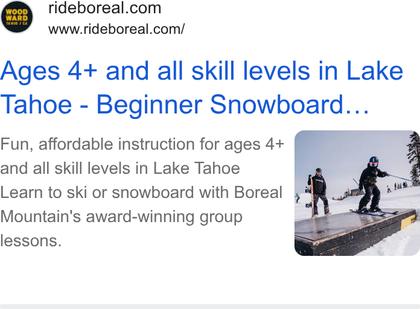 WOOD
WARD
TAHOE / CA
rideboreal.com
www.rideboreal.com/
Ages 4+ and all skill levels in Lake
Tahoe - Beginner Snowboard…
Fun, affordable instruction for ages 4+
and all skill levels in Lake Tahoe
Learn to ski or snowboard with Boreal
Mountain's award-winning group
lessons.